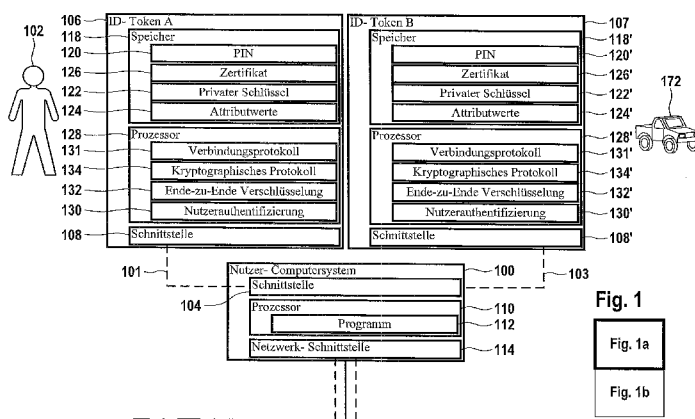 106
ID- Token A
102
118
Speicher
120
PIN
126
Zertifikat
122
Privater Schlüssel
124
Attributwerte
128
Prozessor
131
Verbindungsprotokoll
134
Kryptographisches Protokoll
132
Ende-zu-Ende Verschlüsselung
130
Nutzerauthentifizierung
108
Schnittstelle
ID- Token B
107
Speicher
118'
PIN
120'
Zertifikat
126'
172
Privater Schlüssel
122'
Attributwerte
124'
Prozessor
128'
Verbindungsprotokoll
131'
Kryptographisches Protokoll
134'
Ende-zu-Ende Verschlüsselung
132'
Nutzerauthentifizierung
130'
Schnittstelle
108'
101
Nutzer- Computersystem
100
103
104
Schnittstelle
Prozessor
110
Programm
112
Netzwerk- Schnittstelle
114
Fig. 1
Fig. 1a
Fig. 1b